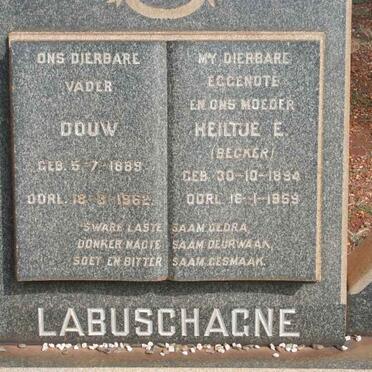 ONS DIERBARE
VADER
DOUW
GEB. 5-7-1889
OORL. 18-3-1962
MY DIERBARE
EGGENOTE
EN ONS MOEDER
HEILTJE E.
(BECKER)
GEB. 30-10-1894
OORL. 16-1-1959
"SWARE LASTE SAAM GEDRA,
DONKER NAGTE SAAM DEURWAAK,
SOET EN BITTER SAAM GESMAAK.
LABUSCHAGNE